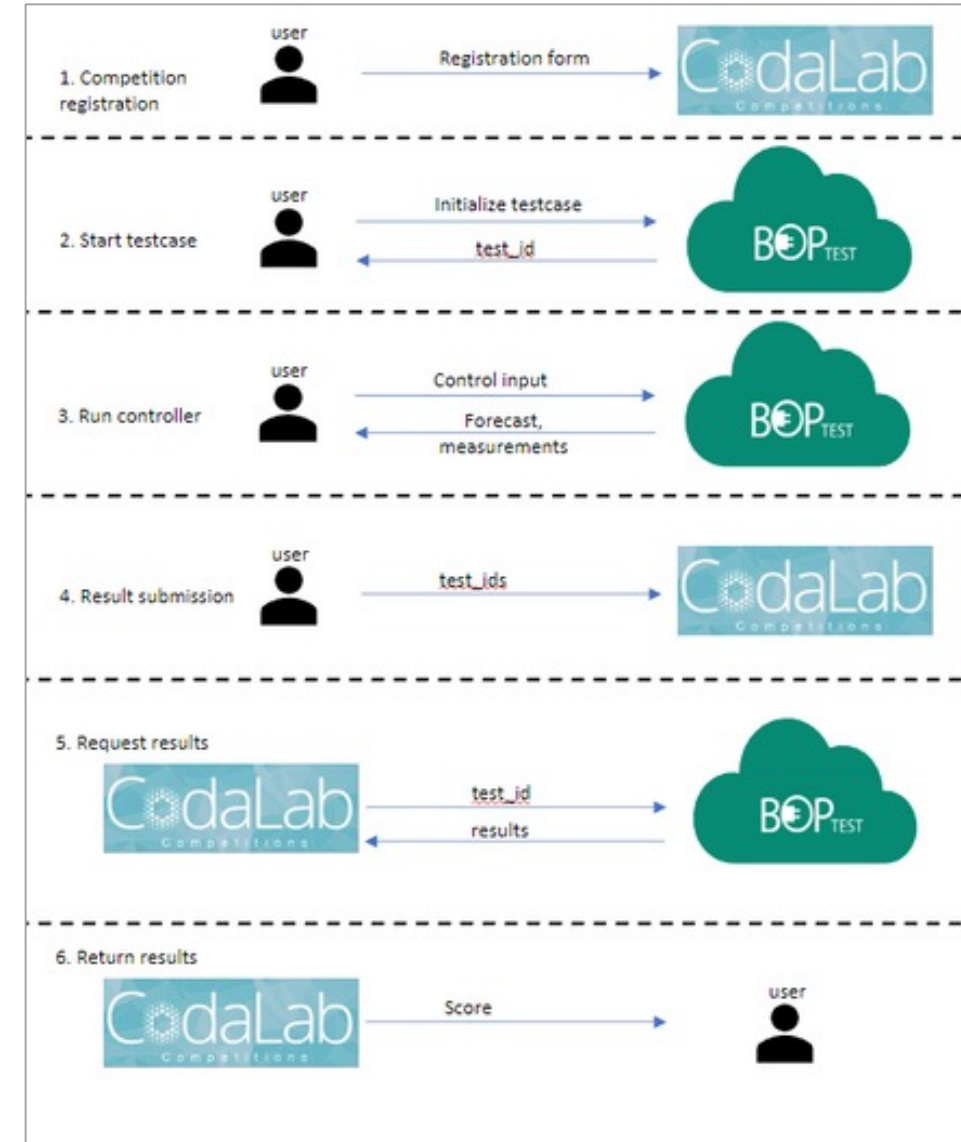 user
Registration form
1. Competition
registration
CodaLab
Competitions
user
Initialize testcase
2. Start testcase
test_id
BOPTEST
user
Control input
3. Run controller
Forecast,
measurements
BOPTEST
user
test_ids
4. Result submission
CodaLab
Competitions
5. Request results
CodaLab
Competitions
test_id
results
BOPTEST
6. Return results
CodaLab
Competitions
Score
user